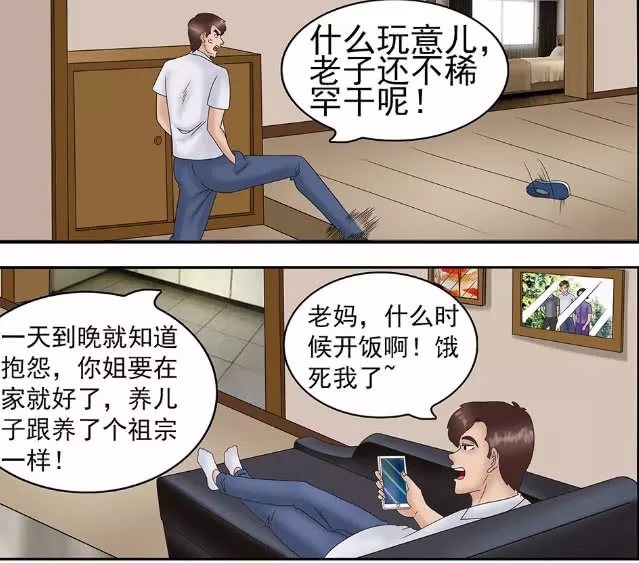 什么玩意儿，
老子还不稀
罕干呢！
一天到晚就知道
抱怨，你姐要在
家就好了，养儿
子跟养了个祖宗
一样！
老妈，什么时
候开饭啊！饿
死我了~